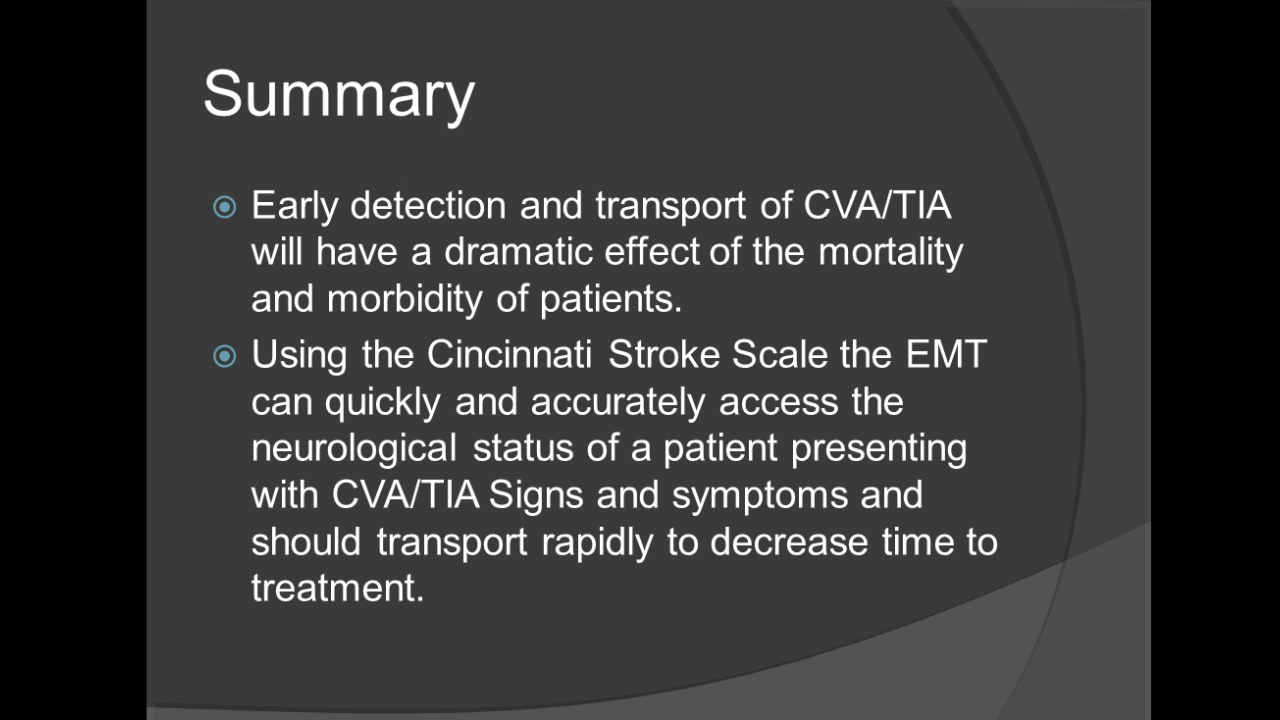 Summary
Early detection and transport of CVA/TIA
will have a dramatic effect of the mortality
and morbidity of patients.
Using the Cincinnati Stroke Scale the EMT
can quickly and accurately access the
neurological status of a patient presenting
with CVA/TIA Signs and symptoms and
should transport rapidly to decrease time to
treatment.